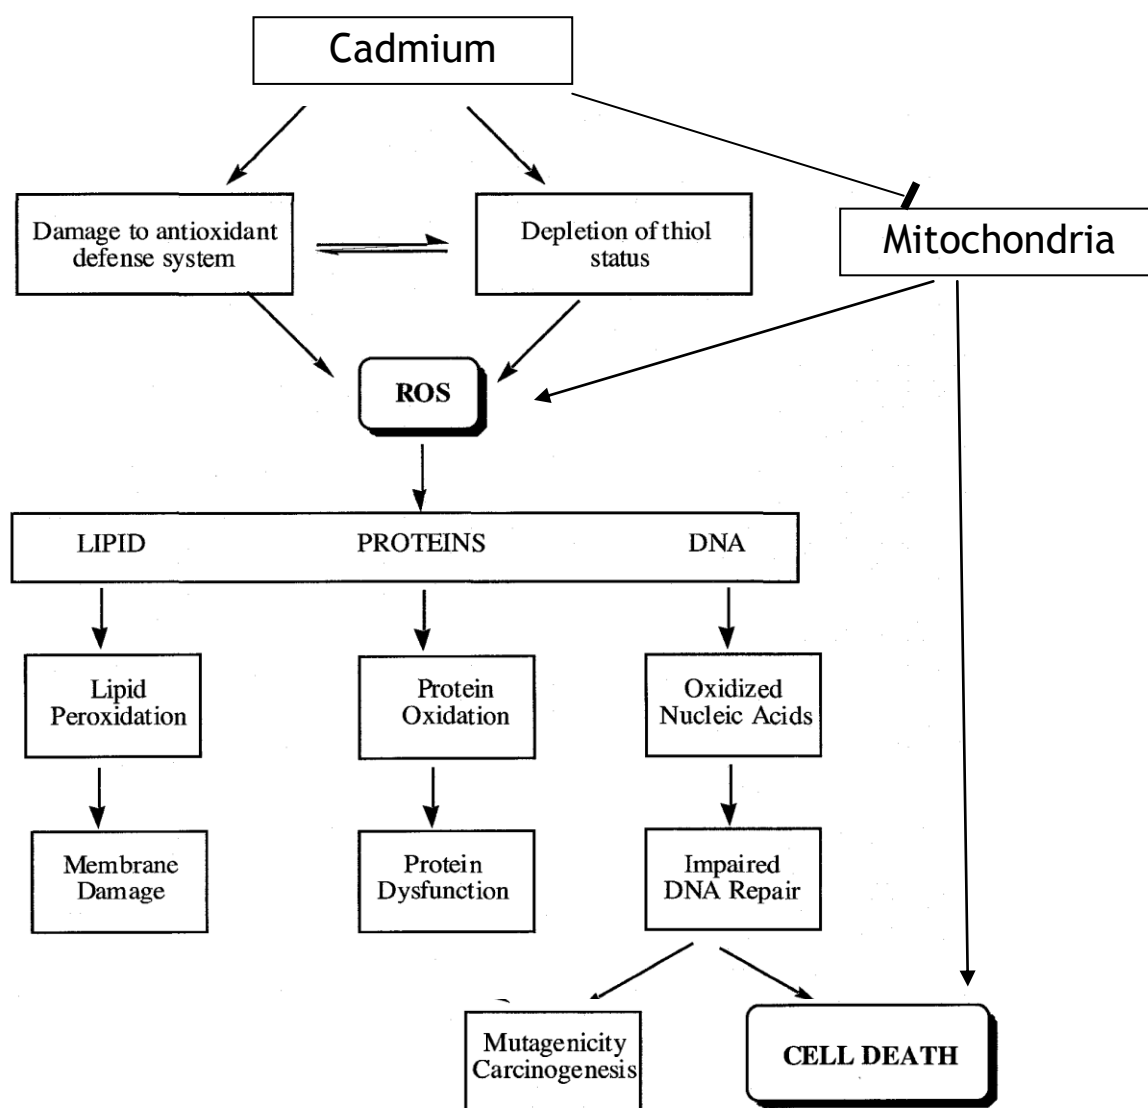 Cadmium
Damage to antioxidant
defense system
Depletion of thiol
status
Mitochondria
ROS
LIPID PROTEINS DNA
Lipid
Peroxidation
Protein
Oxidation
Oxidized
Nucleic Acids
Membrane
Damage
Protein
Dysfunction
Impaired
DNA Repair
Mutagenicity
Carcinogenesis
CELL DEATH